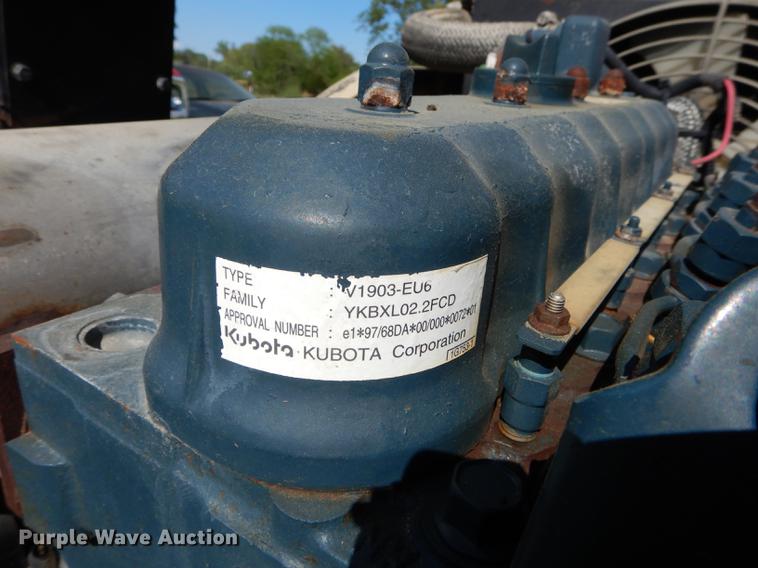 TYPE : V1903-EU6
FAMILY : YKBXL02.2FCD
APPROVAL NUMBER : e1*97/68DA*00/000*0072*01
Kubota KUBOTA Corporation
Purple Wave Auction